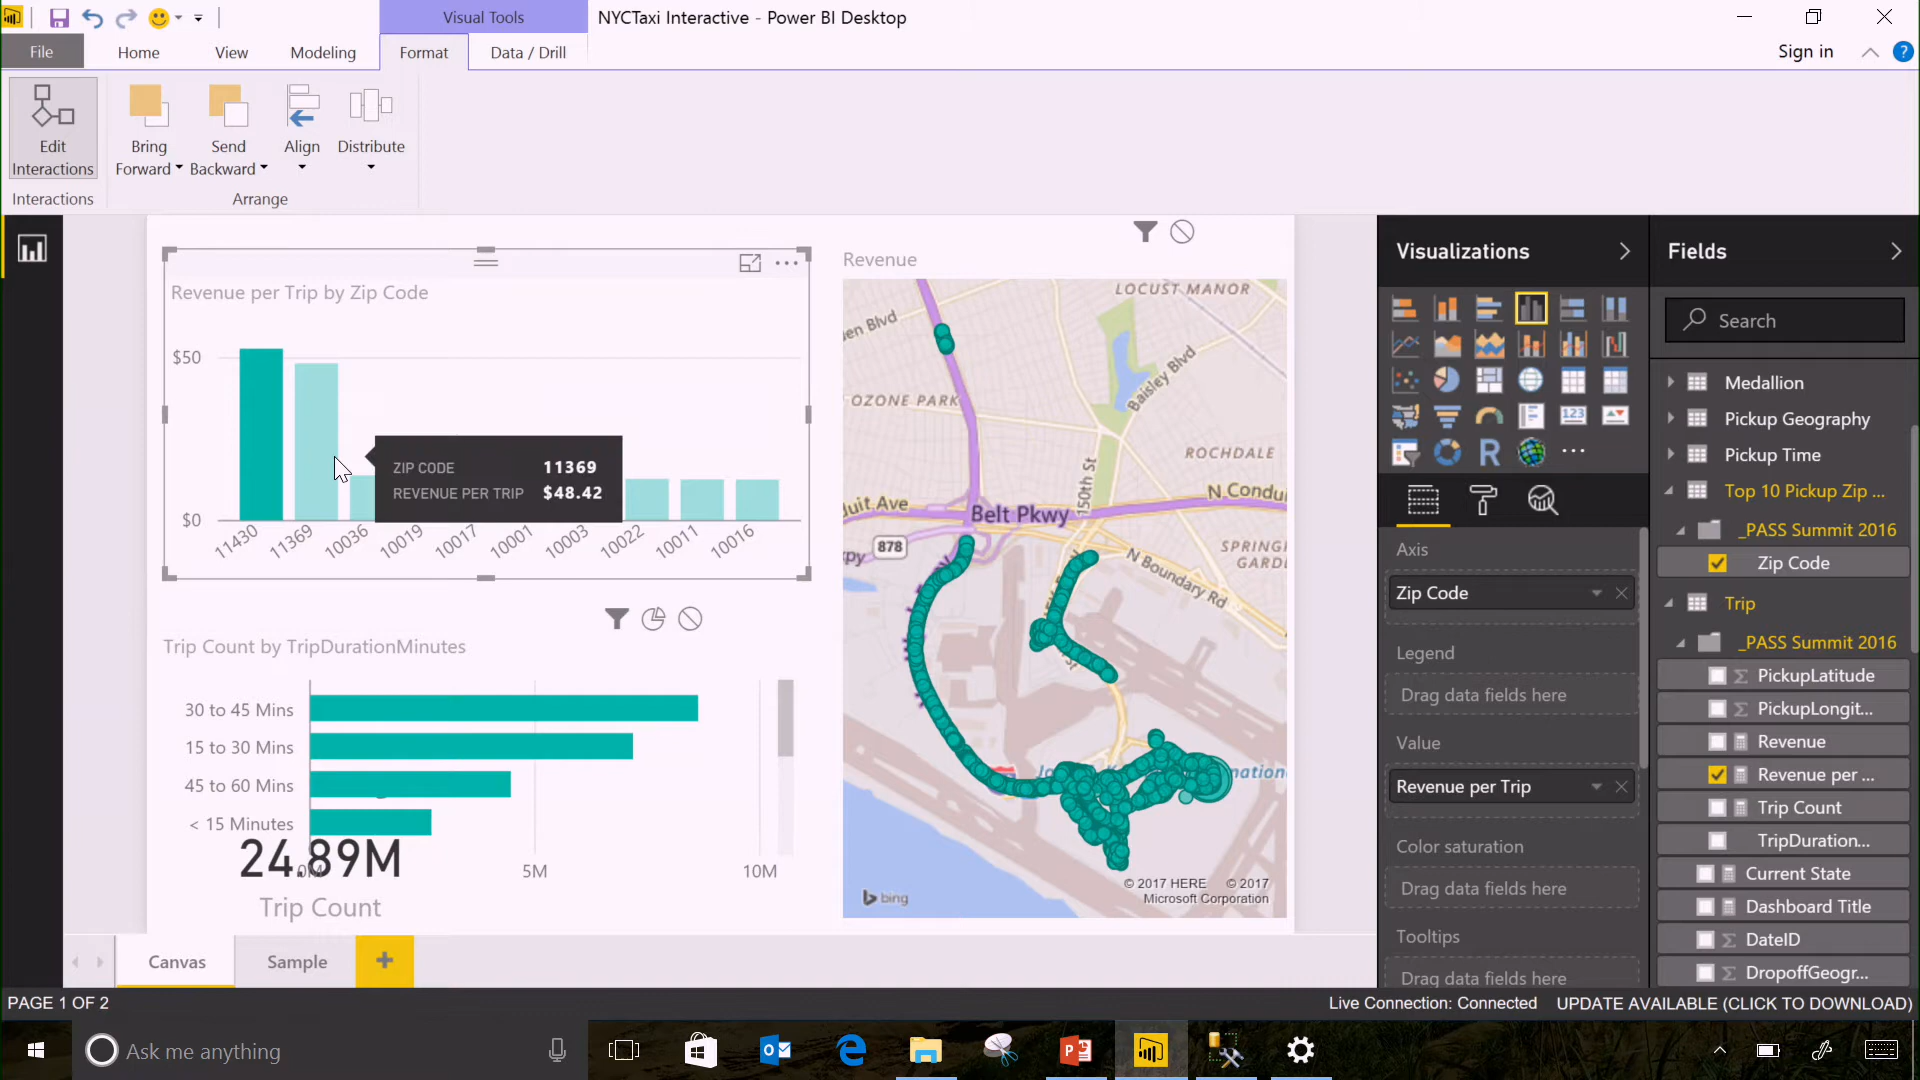 Visual Tools
NYCTaxi Interactive - Power BI Desktop
File
Home
View
Modeling
Format
Data / Drill
Sign in
?
Edit
Interactions
Bring
Forward
Send
Backward
Align
Distribute
Interactions
Arrange
Revenue per Trip by Zip Code
$50
$0
11430
11369
10036
10019
10017
10001
10003
10022
10011
10016
ZIP CODE 11369
REVENUE PER TRIP $48.42
Trip Count by TripDurationMinutes
30 to 45 Mins
15 to 30 Mins
45 to 60 Mins
< 15 Minutes
0M
5M
10M
24.89M
Trip Count
Revenue
LOCUST MANOR
en Blvd
Baisley Blvd
OZONE PARK
ROCHDALE
150th St
uit Ave
N Condu
Belt Pkwy
878
SPRING
GARDE
N Boundary Rd
national
bing
© 2017 HERE © 2017
Microsoft Corporation
Visualizations
R
Axis
Zip Code
Legend
Drag data fields here
Value
Revenue per Trip
Color saturation
Drag data fields here
Tooltips
Drag data fields here
Fields
Search
Medallion
Pickup Geography
Pickup Time
Top 10 Pickup Zip ...
_PASS Summit 2016
Zip Code
Trip
_PASS Summit 2016
PickupLatitude
PickupLongit...
Revenue
Revenue per ...
Trip Count
TripDuration...
Current State
Dashboard Title
DateID
DropoffGeogr...
Canvas
Sample
+
PAGE 1 OF 2
Live Connection: Connected
UPDATE AVAILABLE (CLICK TO DOWNLOAD)
Ask me anything